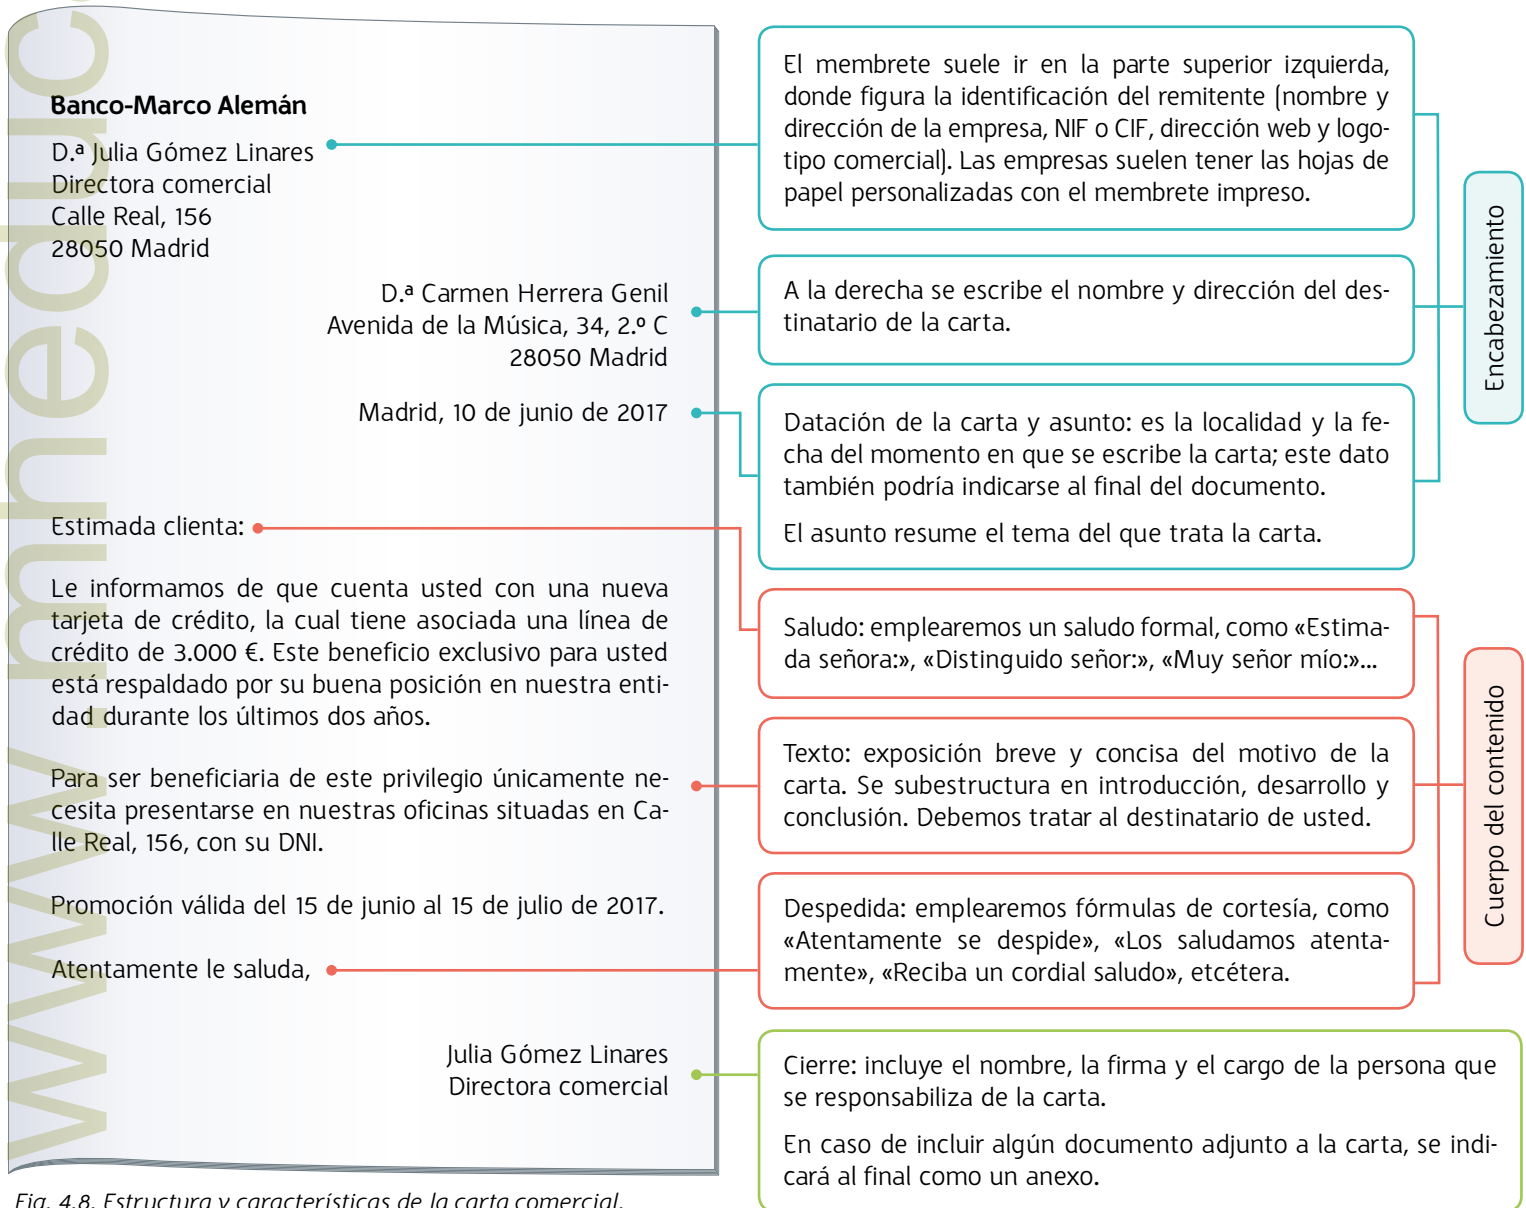 Banco-Marco Alemán
D.ª Julia Gómez Linares
Directora comercial
Calle Real, 156
28050 Madrid
D.ª Carmen Herrera Genil
Avenida de la Música, 34, 2.º C
28050 Madrid
Madrid, 10 de junio de 2017
Estimada clienta:
Le informamos de que cuenta usted con una nueva
tarjeta de crédito, la cual tiene asociada una línea de
crédito de 3.000 €. Este beneficio exclusivo para usted
está respaldado por su buena posición en nuestra enti-
dad durante los últimos dos años.
Para ser beneficiaria de este privilegio únicamente ne-
cesita presentarse en nuestras oficinas situadas en Ca-
lle Real, 156, con su DNI.
Promoción válida del 15 de junio al 15 de julio de 2017.
Atentamente le saluda,
Julia Gómez Linares
Directora comercial
El membrete suele ir en la parte superior izquierda,
donde figura la identificación del remitente (nombre y
dirección de la empresa, NIF o CIF, dirección web y logo-
tipo comercial). Las empresas suelen tener las hojas de
papel personalizadas con el membrete impreso.
A la derecha se escribe el nombre y dirección del des-
tinatario de la carta.
Datación de la carta y asunto: es la localidad y la fe-
cha del momento en que se escribe la carta; este dato
también podría indicarse al final del documento.
El asunto resume el tema del que trata la carta.
Encabezamiento
Saludo: emplearemos un saludo formal, como «Estima-
da señora:», «Distinguido señor:», «Muy señor mío:»...
Texto: exposición breve y concisa del motivo de la
carta. Se subestructura en introducción, desarrollo y
conclusión. Debemos tratar al destinatario de usted.
Despedida: emplearemos fórmulas de cortesía, como
«Atentamente se despide», «Los saludamos atenta-
mente», «Reciba un cordial saludo», etcétera.
Cuerpo del contenido
Cierre: incluye el nombre, la firma y el cargo de la persona que
se responsabiliza de la carta.
En caso de incluir algún documento adjunto a la carta, se indi-
cará al final como un anexo.
Fig. 4.8. Estructura y características de la carta comercial.
www.mheduc